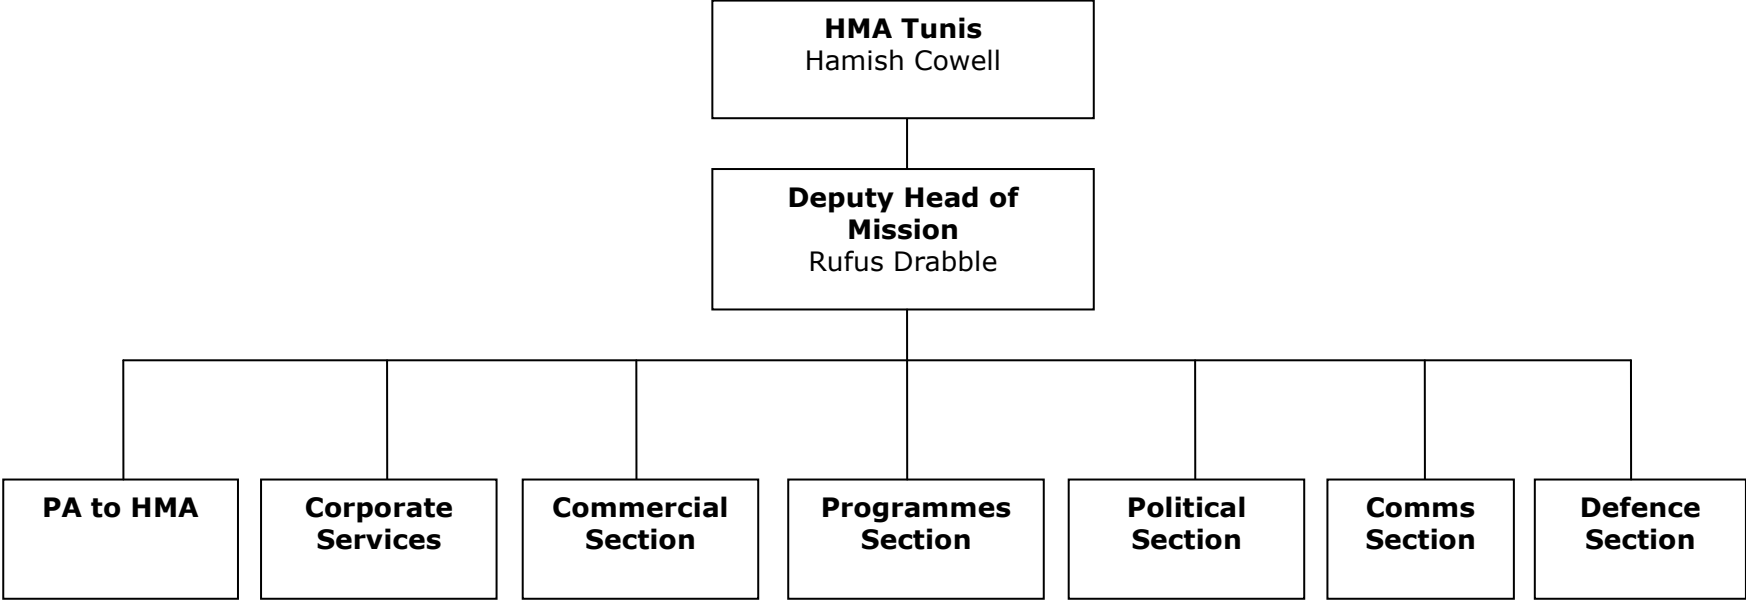 HMA Tunis
Hamish Cowell
Deputy Head of
Mission
Rufus Drabble
PA to HMA
Corporate
Services
Commercial
Section
Programmes
Section
Political
Section
Comms
Section
Defence
Section